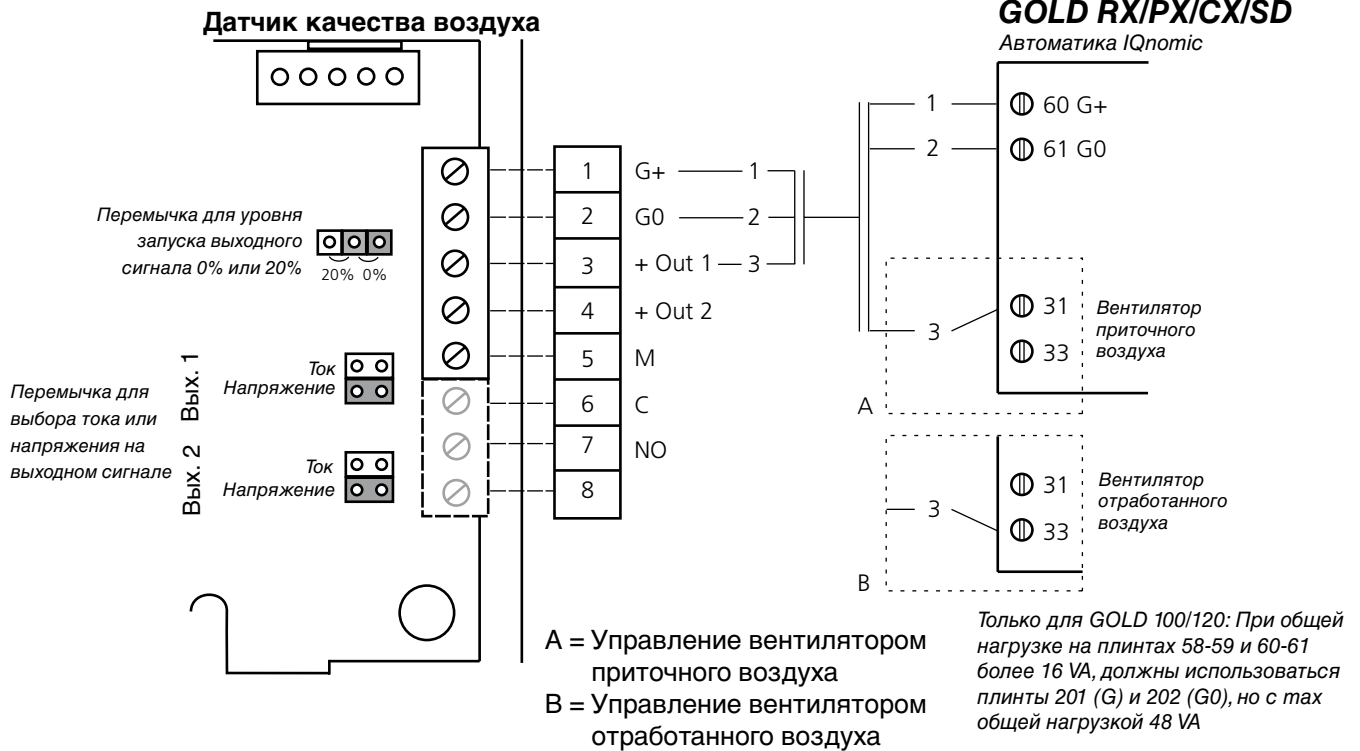 Датчик качества воздуха
GOLD RX/PX/CX/SD
Автоматика IQnomic
1
60 G+
2
61 G0
1
G+
1
2
G0
2
3
+ Out 1
3
4
+ Out 2
5
M
6
C
7
NO
8
Перемычка для уровня
запуска выходного
сигнала 0% или 20%
20% 0%
Перемычка для
выбора тока или
напряжения на
выходном сигнале
Вых. 1
Ток
Напряжение
Вых. 2
Ток
Напряжение
3
31
33
Вентилятор
приточного
воздуха
A
3
31
33
Вентилятор
отработанного
воздуха
B
A = Управление вентилятором
приточного воздуха
B = Управление вентилятором
отработанного воздуха
Только для GOLD 100/120: При общей
нагрузке на плинтах 58-59 и 60-61
более 16 VA, должны использоваться
плинты 201 (G) и 202 (G0), но с max
общей нагрузкой 48 VA